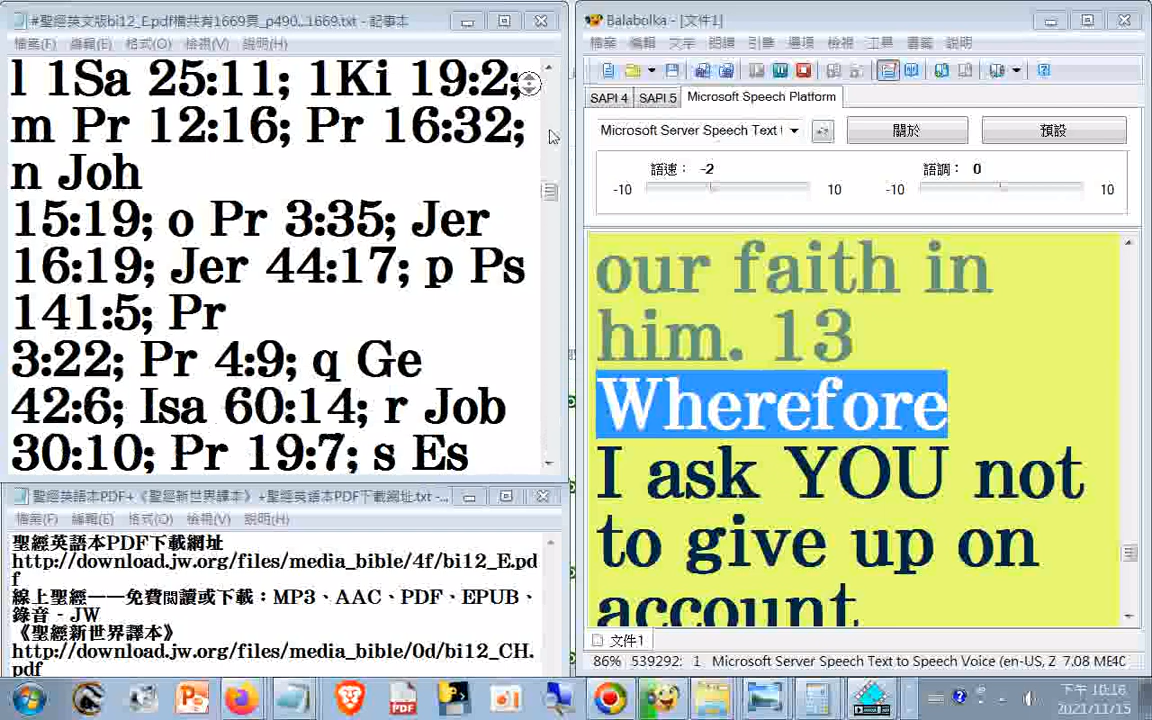 #聖經英文版bi12_E.pdf檔共有1669頁_p490...1669.txt - 記事本
檔案(F) 編輯(E) 格式(O) 檢視(V) 說明(H)
l 1Sa 25:11; 1Ki 19:2;
m Pr 12:16; Pr 16:32;
n Joh
15:19; o Pr 3:35; Jer
16:19; Jer 44:17; p Ps
141:5; Pr
3:22; Pr 4:9; q Ge
42:6; Isa 60:14; r Job
30:10; Pr 19:7; s Es
聖經英語本PDF+《聖經新世界譯本》+聖經英語本PDF下載網址.txt -...
檔案(F) 編輯(E) 格式(O) 檢視(V) 說明(H)
聖經英語本PDF下載網址
http://download.jw.org/files/media_bible/4f/bi12_E.pd
f
線上聖經——免費閱讀或下載：MP3、AAC、PDF、EPUB、
錄音 - JW
《聖經新世界譯本》
http://download.jw.org/files/media_bible/0d/bi12_CH.
pdf
Balabolka - [文件1]
檔案 編輯 文字 朗讀 引擎 選項 檢視 工具 書籤 說明
SAPI 4 SAPI 5 Microsoft Speech Platform
Microsoft Server Speech Text 關於 預設
語速： -2 語調： 0
-10 10 -10 10
our faith in
him. 13
Wherefore
I ask YOU not
to give up on
account
文件1
86% 539292: 1 Microsoft Server Speech Text to Speech Voice (en-US, Z 7.08 ME
PDF
下午 10:16
2021/11/15